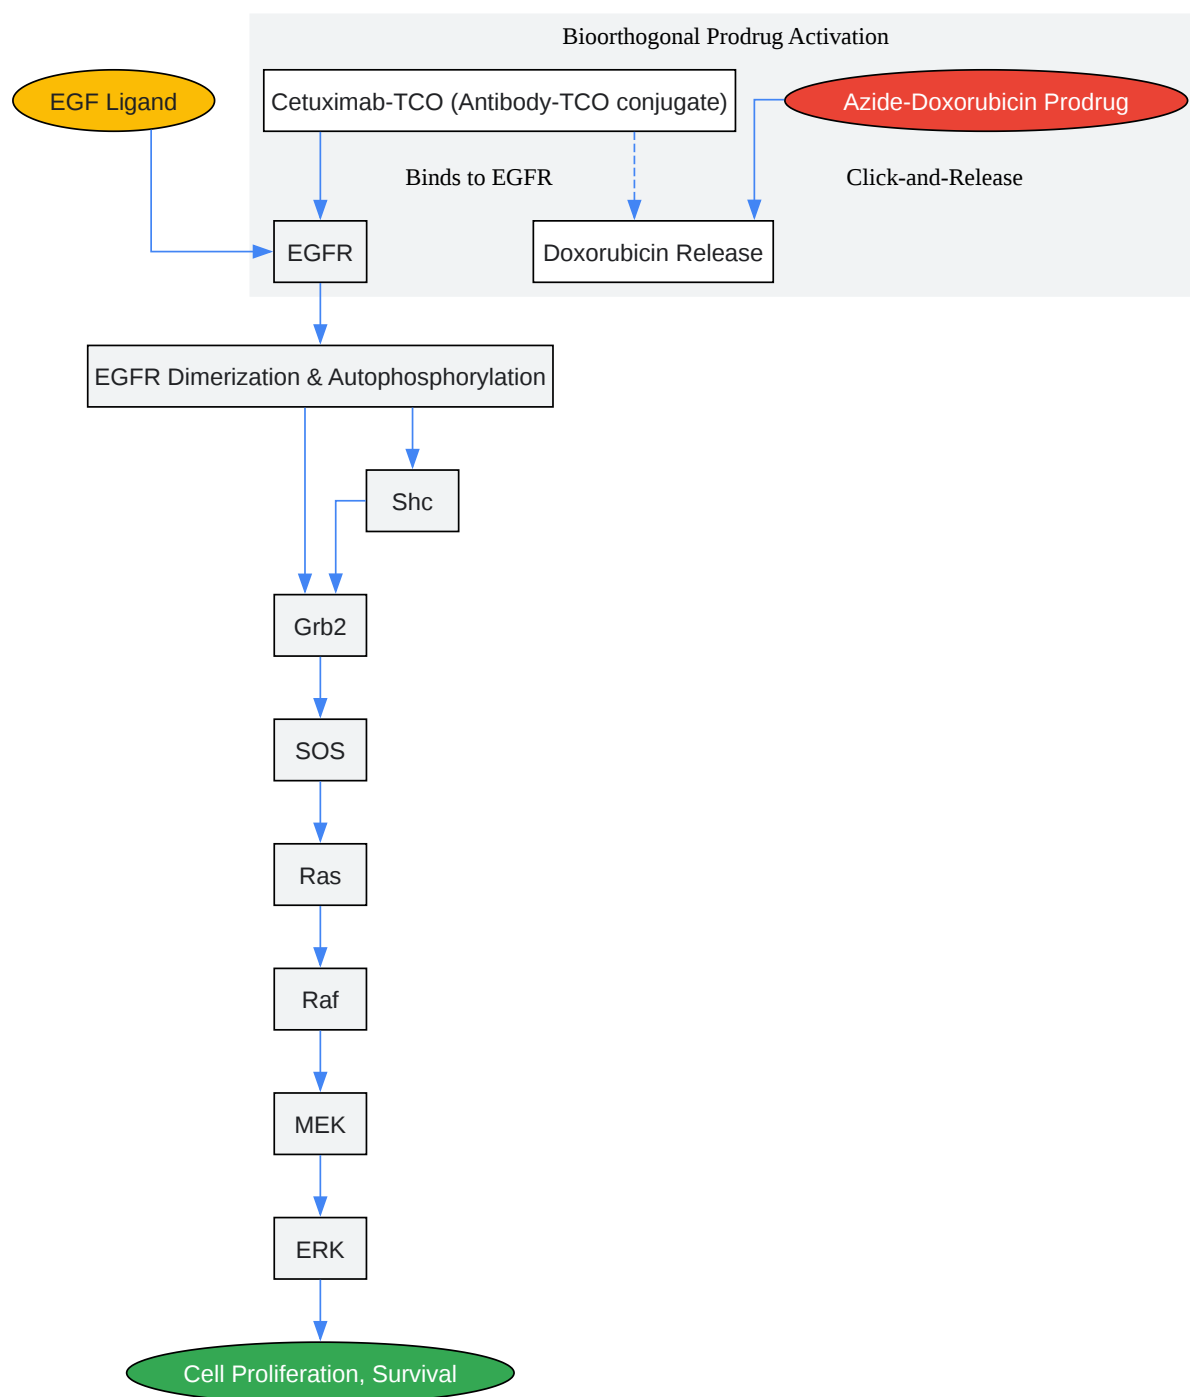 Bioorthogonal Prodrug Activation
EGF Ligand
Cetuximab-TCO (Antibody-TCO conjugate)
Azide-Doxorubicin Prodrug
Binds to EGFR
Click-and-Release
EGFR
Doxorubicin Release
EGFR Dimerization & Autophosphorylation
Shc
Grb2
SOS
Ras
Raf
MEK
ERK
Cell Proliferation, Survival